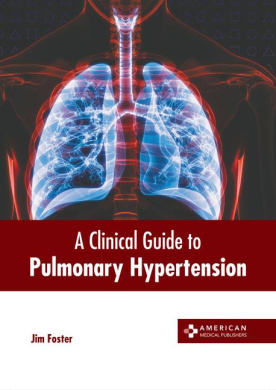 A Clinical Guide to
Pulmonary Hypertension
Jim Foster
AMERICAN
MEDICAL PUBLISHERS